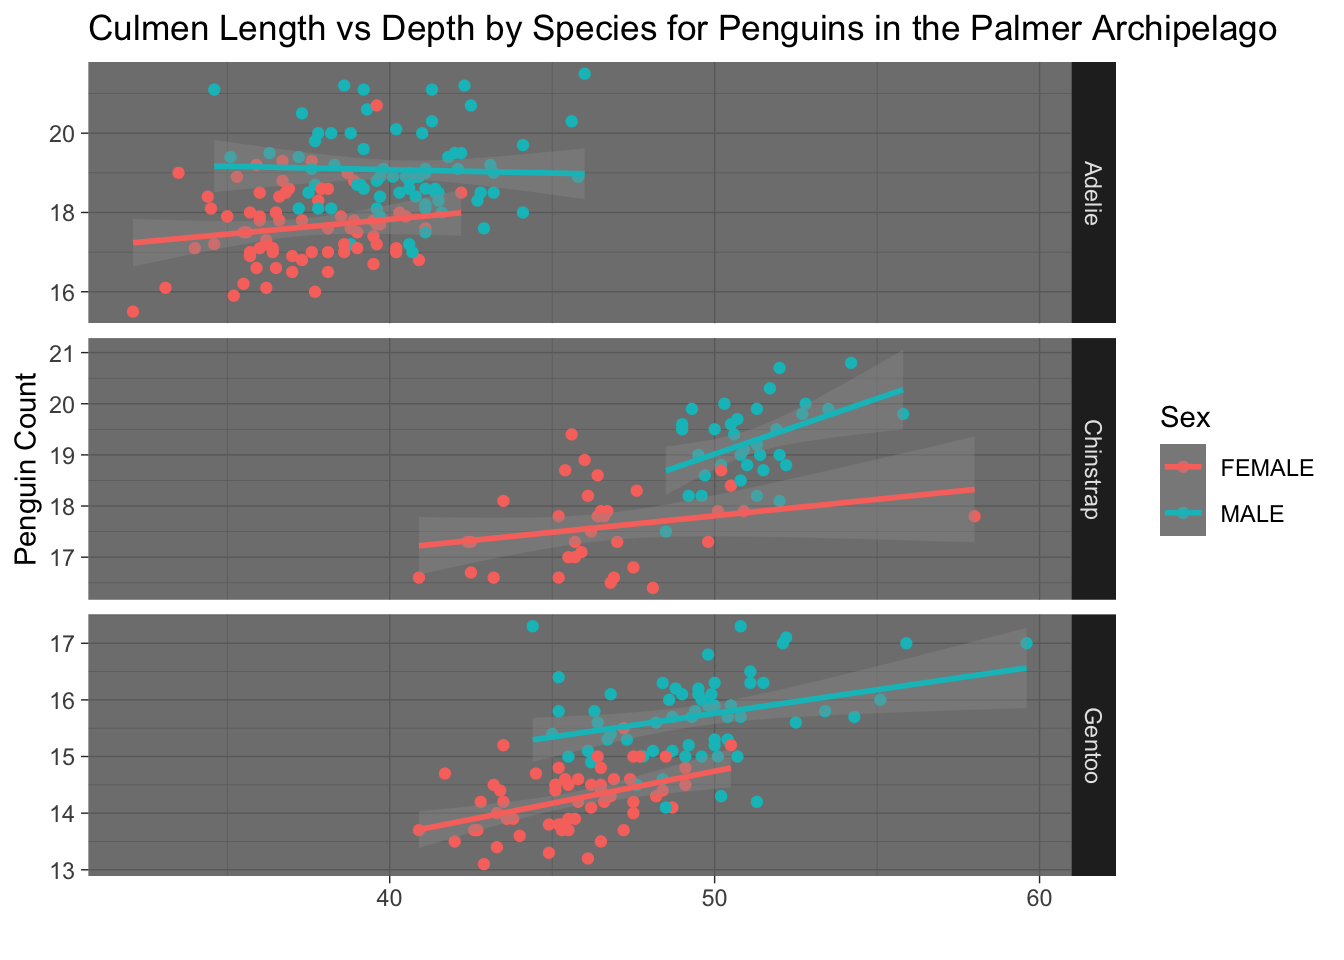 Culmen Length vs Depth by Species for Penguins in the Palmer Archipelago
Penguin Count
20
18
16
Adelie
21
20
19
18
17
Chinstrap
17
16
15
14
13
Gentoo
40
50
60
Sex
FEMALE
MALE